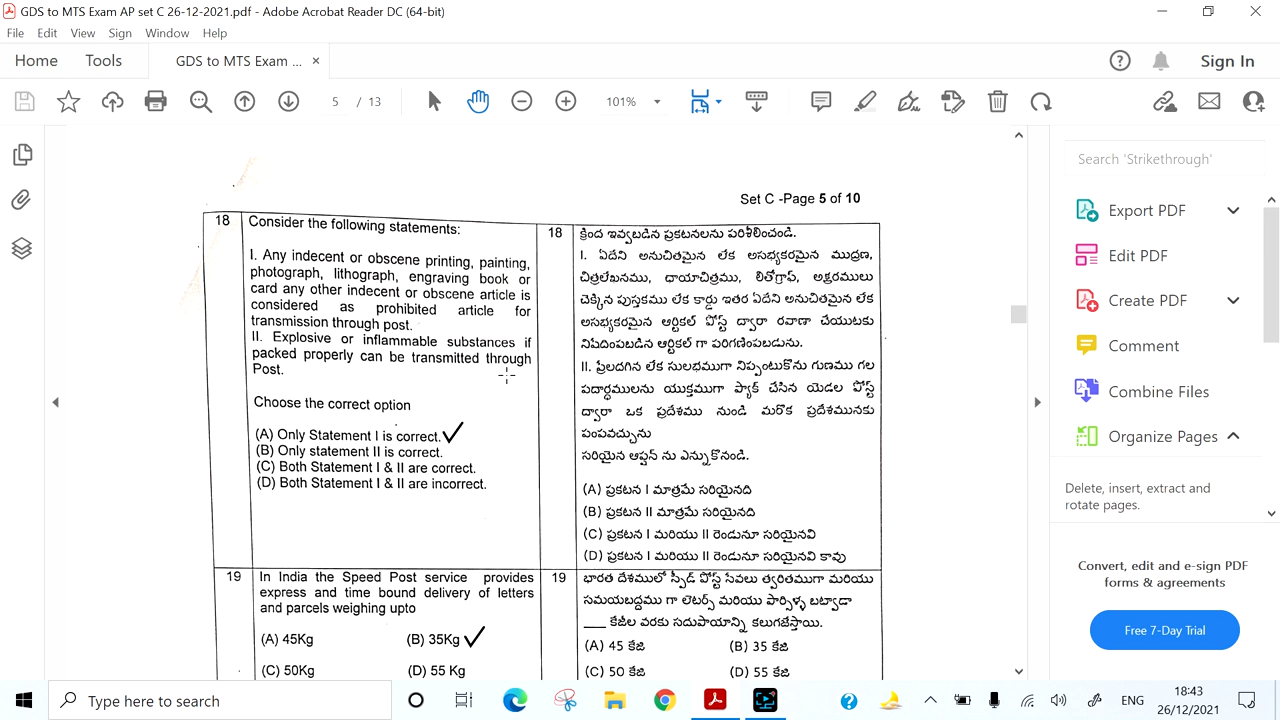 GDS to MTS Exam AP set C 26-12-2021.pdf - Adobe Acrobat Reader DC (64-bit)
File Edit View Sign Window Help
Home Tools GDS to MTS Exam ... × Sign In
5 / 13 101%
Search 'Strikethrough'
Export PDF
Edit PDF
Create PDF
Comment
Combine Files
Organize Pages
Delete, insert, extract and
rotate pages.
Convert, edit and e-sign PDF
forms & agreements
Free 7-Day Trial
Set C -Page 5 of 10
18 Consider the following statements:
I. Any indecent or obscene printing, painting,
photograph, lithograph, engraving book or
card any other indecent or obscene article is
considered as prohibited article for
transmission through post.
II. Explosive or inflammable substances if
packed properly can be transmitted through
Post.
Choose the correct option
(A) Only Statement I is correct.
(B) Only statement II is correct.
(C) Both Statement I & II are correct.
(D) Both Statement I & II are incorrect.
18 క్రింద ఇవ్వబడిన ప్రకటనలను పరిశీలించండి.
I. ఏదేని అనుచితమైన లేక అసభ్యకరమైన ముద్రణ,
చిత్రలేఖనము, ఛాయాచిత్రము, లితోగ్రాఫ్, అక్షరములు
చెక్కిన పుస్తకము లేక కార్డు ఇతర ఏదేని అనుచితమైన లేక
అసభ్యకరమైన ఆర్టికల్ పోస్ట్ ద్వారా రవాణా చేయుటకు
నిషేదింపబడిన ఆర్టికల్ గా పరిగణింపబడును.
II. ప్రేలదగిన లేక సులభముగా నిప్పంటుకొను గుణము గల
పదార్ధములను యుక్తముగా ప్యాక్ చేసిన యెడల పోస్ట్
ద్వారా ఒక ప్రదేశము నుండి మరొక ప్రదేశమునకు
పంపవచ్చును
సరియైన ఆప్షన్ ను ఎన్నుకొనండి.
(A) ప్రకటన I మాత్రమే సరియైనది
(B) ప్రకటన II మాత్రమే సరియైనది
(C) ప్రకటన I మరియు II రెండునూ సరియైనవి
(D) ప్రకటన I మరియు II రెండునూ సరియైనవి కావు
19 In India the Speed Post service provides
express and time bound delivery of letters
and parcels weighing upto
(A) 45Kg (B) 35Kg
(C) 50Kg (D) 55 Kg
19 భారత దేశములో స్పీడ్ పోస్ట్ సేవలు త్వరితముగా మరియు
సమయబద్దము గా లెటర్స్ మరియు పార్సిళ్ళ బట్వాడా
___ కేజీల వరకు సదుపాయాన్ని కలుగజేస్తాయి.
(A) 45 కేజి (B) 35 కేజి
(C) 50 కేజి (D) 55 కేజి
Type here to search
ENG
18:43
26/12/2021